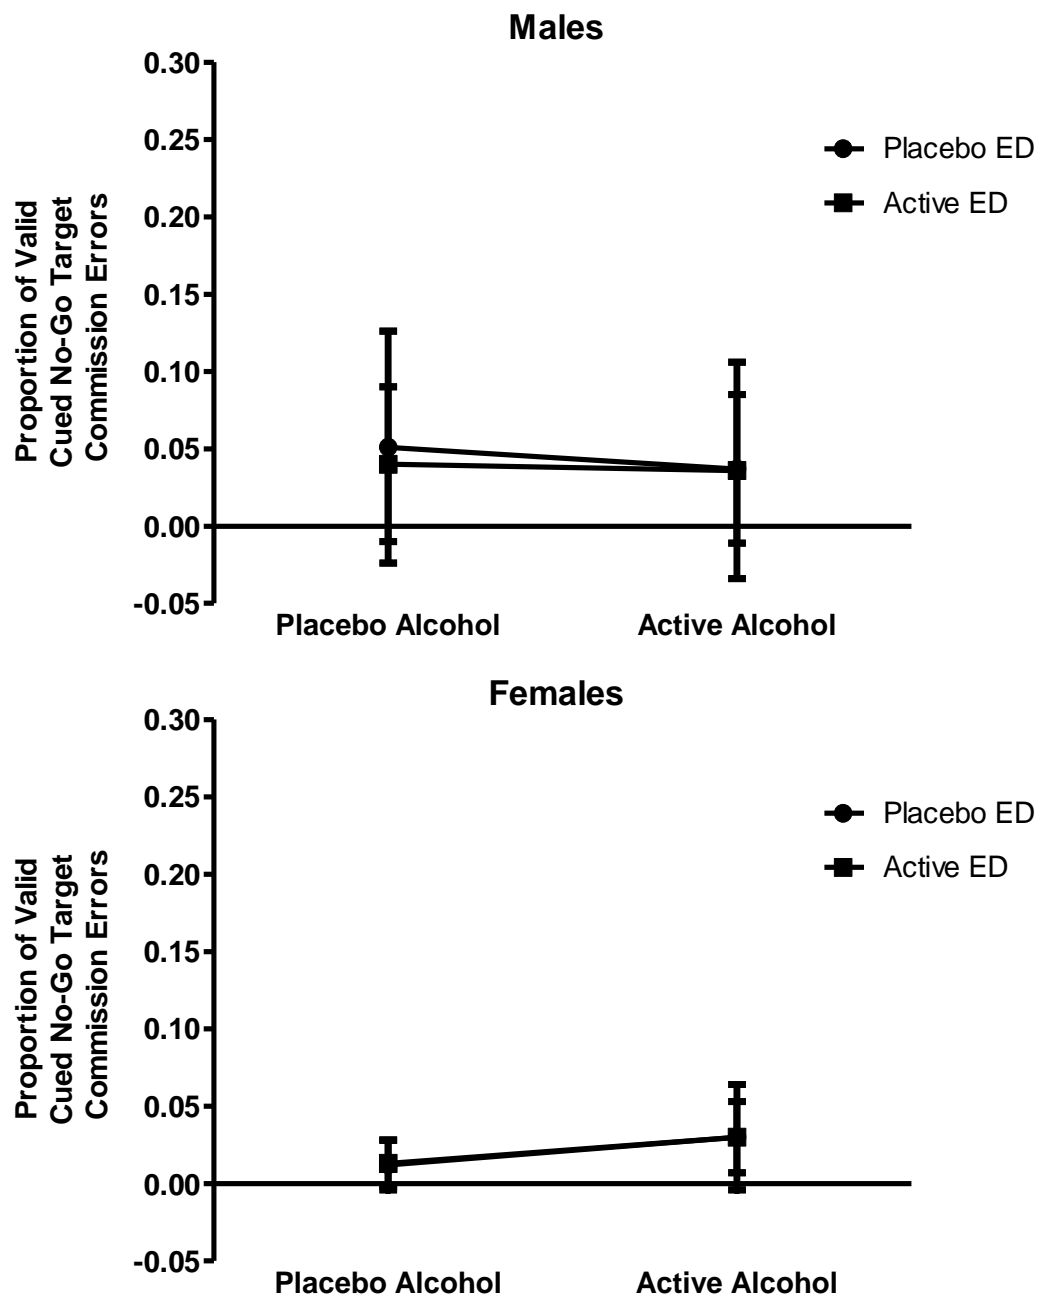 Males
0.30
0.25
0.20
0.15
0.10
0.05
0.00
-0.05
Proportion of Valid
Cued No-Go Target
Commission Errors
Placebo ED
Active ED
Placebo Alcohol
Active Alcohol
Females
0.30
0.25
0.20
0.15
0.10
0.05
0.00
-0.05
Proportion of Valid
Cued No-Go Target
Commission Errors
Placebo ED
Active ED
Placebo Alcohol
Active Alcohol